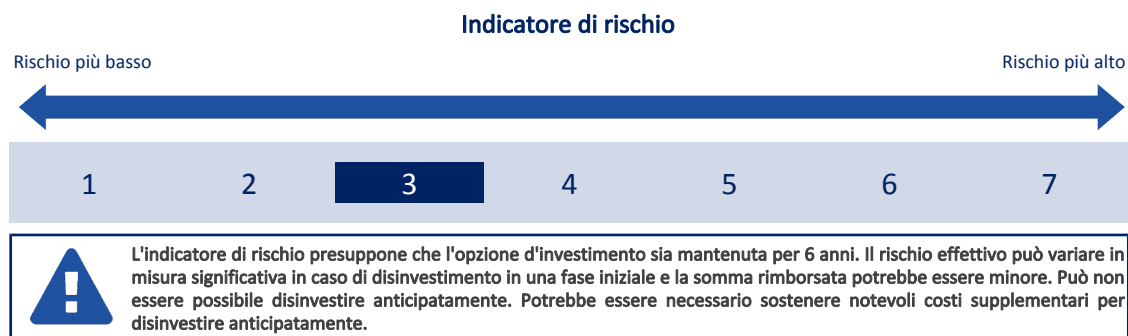 Indicatore di rischio
Rischio più basso
Rischio più alto
1 2 3 4 5 6 7
L'indicatore di rischio presuppone che l'opzione d'investimento sia mantenuta per 6 anni. Il rischio effettivo può variare in
misura significativa in caso di disinvestimento in una fase iniziale e la somma rimborsata potrebbe essere minore. Può non
essere possibile disinvestire anticipatamente. Potrebbe essere necessario sostenere notevoli costi supplementari per
disinvestire anticipatamente.